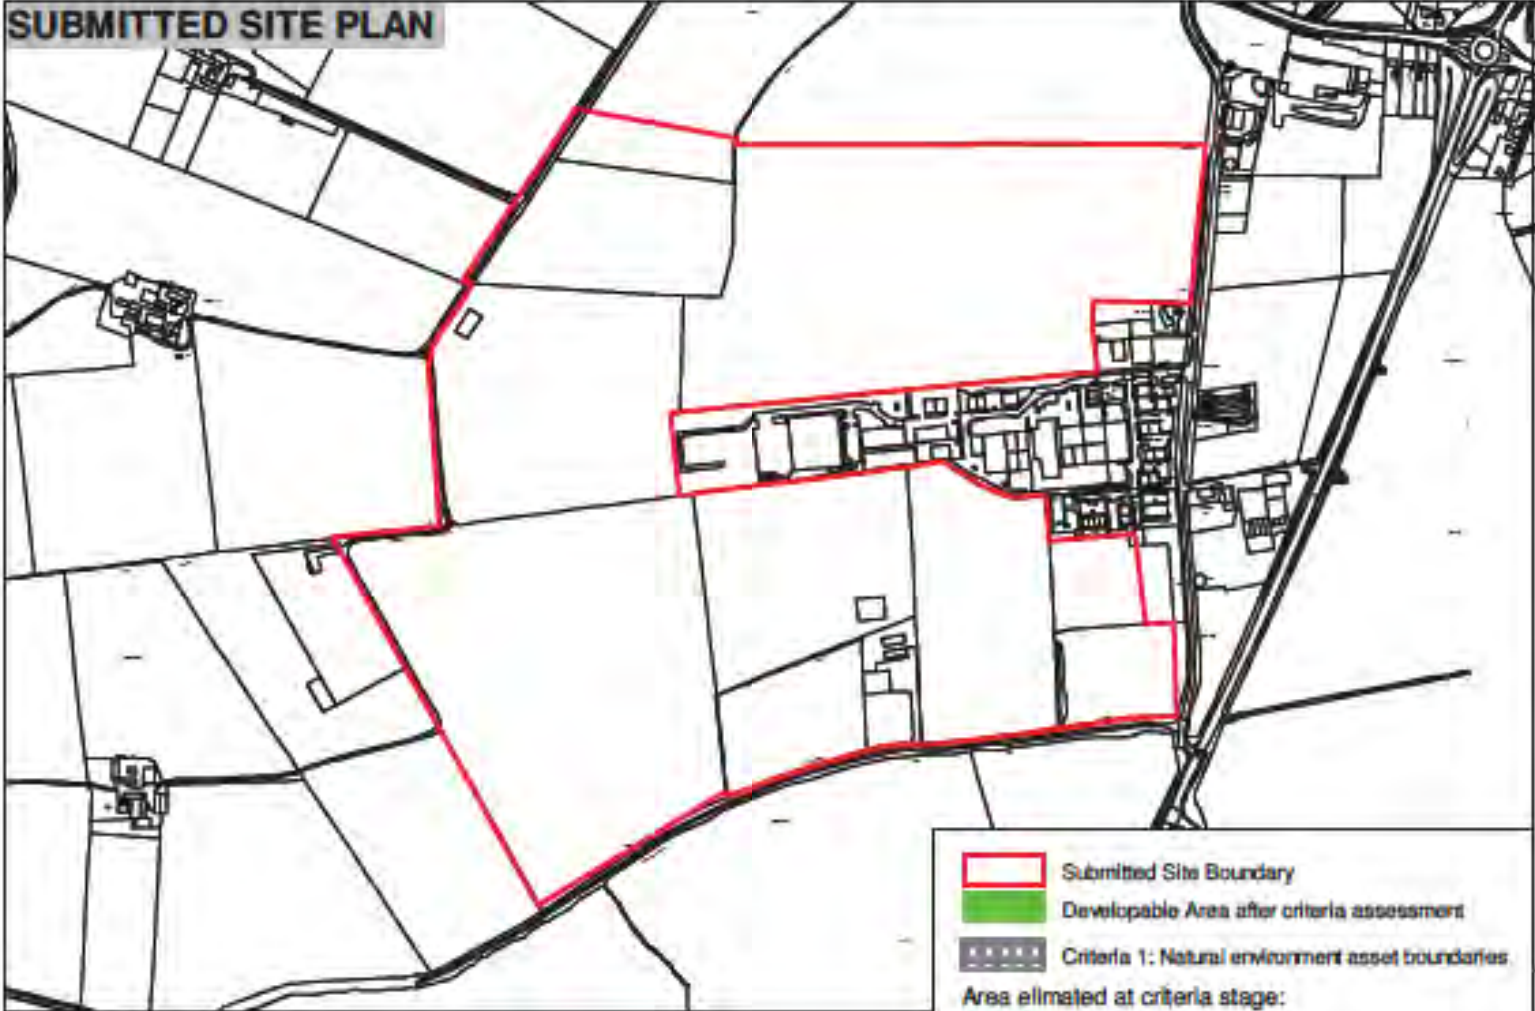 SUBMITTED SITE PLAN
Submitted Site Boundary
Developable Area after criteria assessment
Criteria 1: Natural environment asset boundaries
Area elimated at criteria stage: